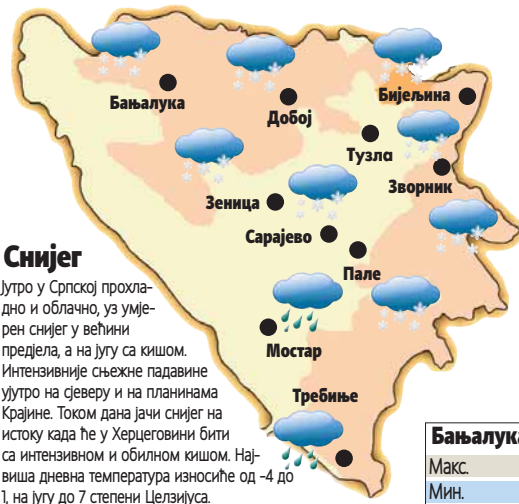 Бањалука
Добој
Бијељина
Тузла
Зворник
Зеница
Сарајево
Пале
Мостар
Требиње
Снијег
Јутро у Српској прохла-
дно и облачно, уз умје-
рен снијег у већини
предјела, а на југу са кишом.
Интензивније сњежне падавине
ујутро на сјеверу и на планинама
Крајине. Током дана јачи снијег на
истоку када ће у Херцеговини бити
са интензивном и обилном кишом. Нај-
виша дневна температура износиће од -4 до
1, на југу до 7 степени Целзијуса.
Бањалука
Макс.
Мин.